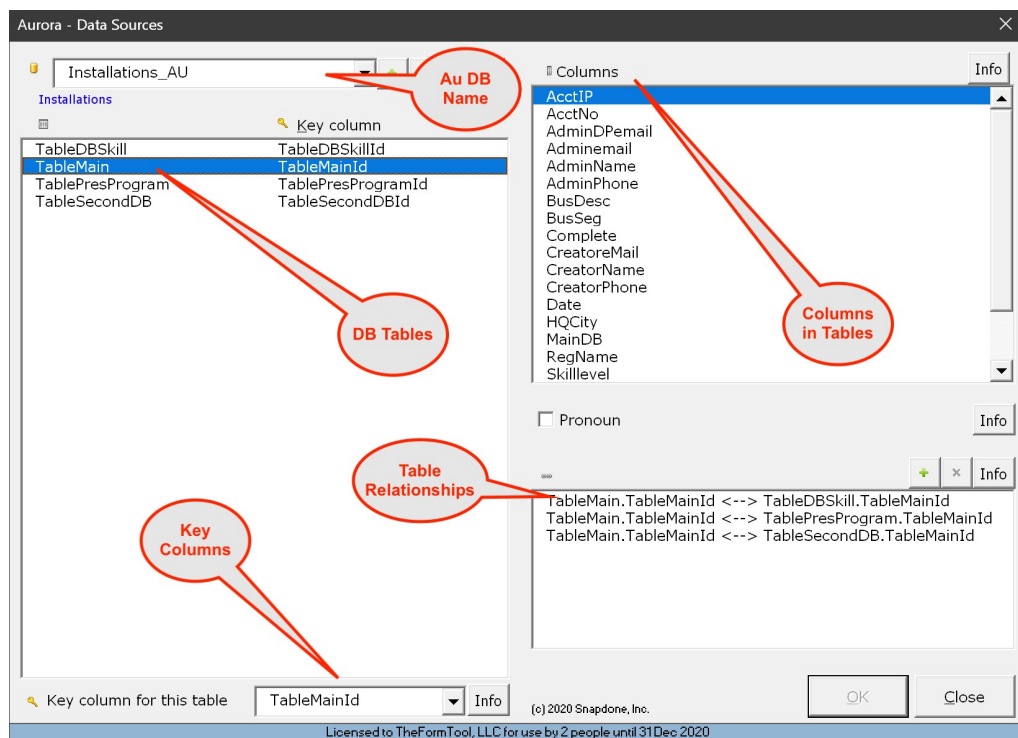 Aurora - Data Sources
Installations_AU
Installations
Au DB
Name
Key column
TableDBSkill TableDBSkillId
TableMain TableMainId
TablePresProgram TablePresProgramId
TableSecondDB TableSecondDBId
DB Tables
Key
Columns
Key column for this table TableMainId Info
Columns Info
AcctIP
AcctNo
AdminDPemail
Adminemail
AdminName
AdminPhone
BusDesc
BusSeg
Complete
CreatoreMail
CreatorName
CreatorPhone
Date
HQCity
MainDB
RegName
Skilllevel
Columns
in Tables
Pronoun Info
Table
Relationships
Info
TableMain.TableMainId <--> TableDBSkill.TableMainId
TableMain.TableMainId <--> TablePresProgram.TableMainId
TableMain.TableMainId <--> TableSecondDB.TableMainId
(c) 2020 Snapdone, Inc.
OK Close
Licensed to TheFormTool, LLC for use by 2 people until 31 Dec 2020